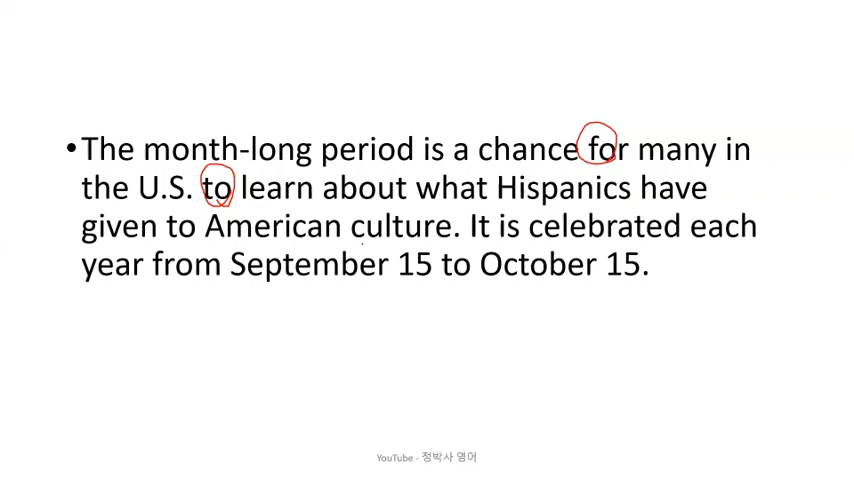 •The month-long period is a chance for many in
the U.S. to learn about what Hispanics have
given to American culture. It is celebrated each
year from September 15 to October 15.
YouTube - 정박사 영어